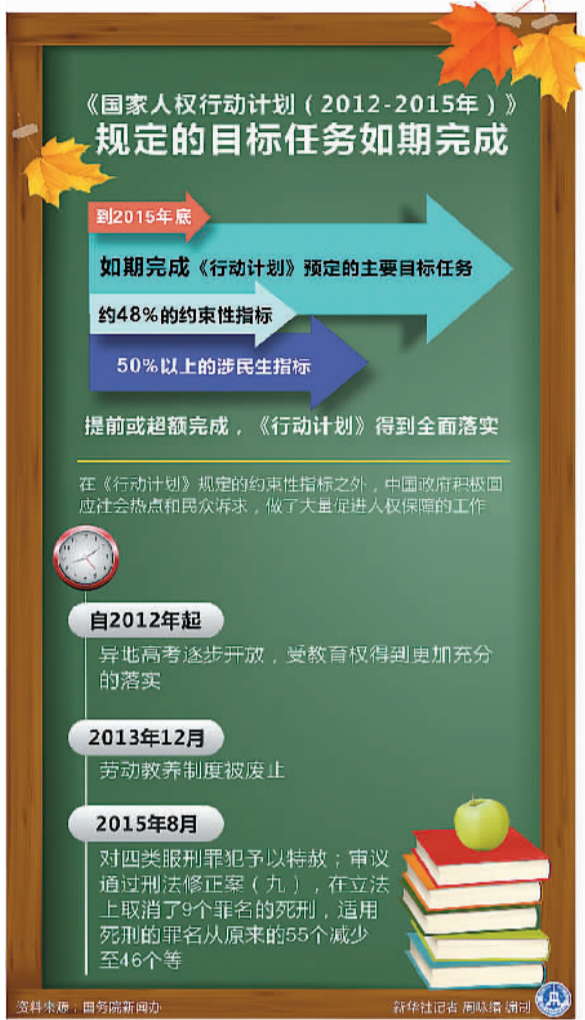 《国家人权行动计划（2012-2015年）》
规定的目标任务如期完成
到2015年底
如期完成《行动计划》预定的主要目标任务
约48%的约束性指标
50%以上的涉民生指标
提前或超额完成，《行动计划》得到全面落实
在《行动计划》规定的约束性指标之外，中国政府积极回
应社会热点和民众诉求，做了大量促进人权保障的工作
自2012年起
异地高考逐步开放，受教育权得到更加充分
的落实
2013年12月
劳动教养制度被废止
2015年8月
对四类服刑罪犯予以特赦；审议
通过刑法修正案（九），在立法
上取消了9个罪名的死刑，适用
死刑的罪名从原来的55个减少
至46个等
资料来源：国务院新闻办
新华社记者 周咏缗 编制